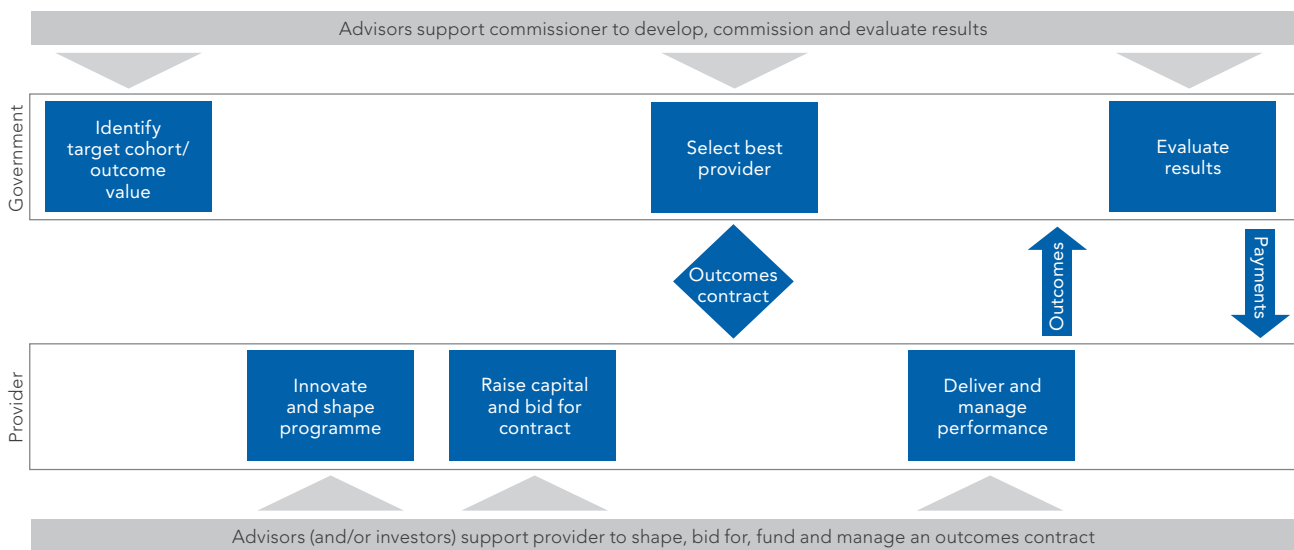 Advisors support commissioner to develop, commission and evaluate results
Government
Identify
target cohort/
outcome
value
Select best
provider
Evaluate
results
Outcomes
contract
Outcomes
Payments
Provider
Innovate
and shape
programme
Raise capital
and bid for
contract
Deliver and
manage
performance
Advisors (and/or investors) support provider to shape, bid for, fund and manage an outcomes contract